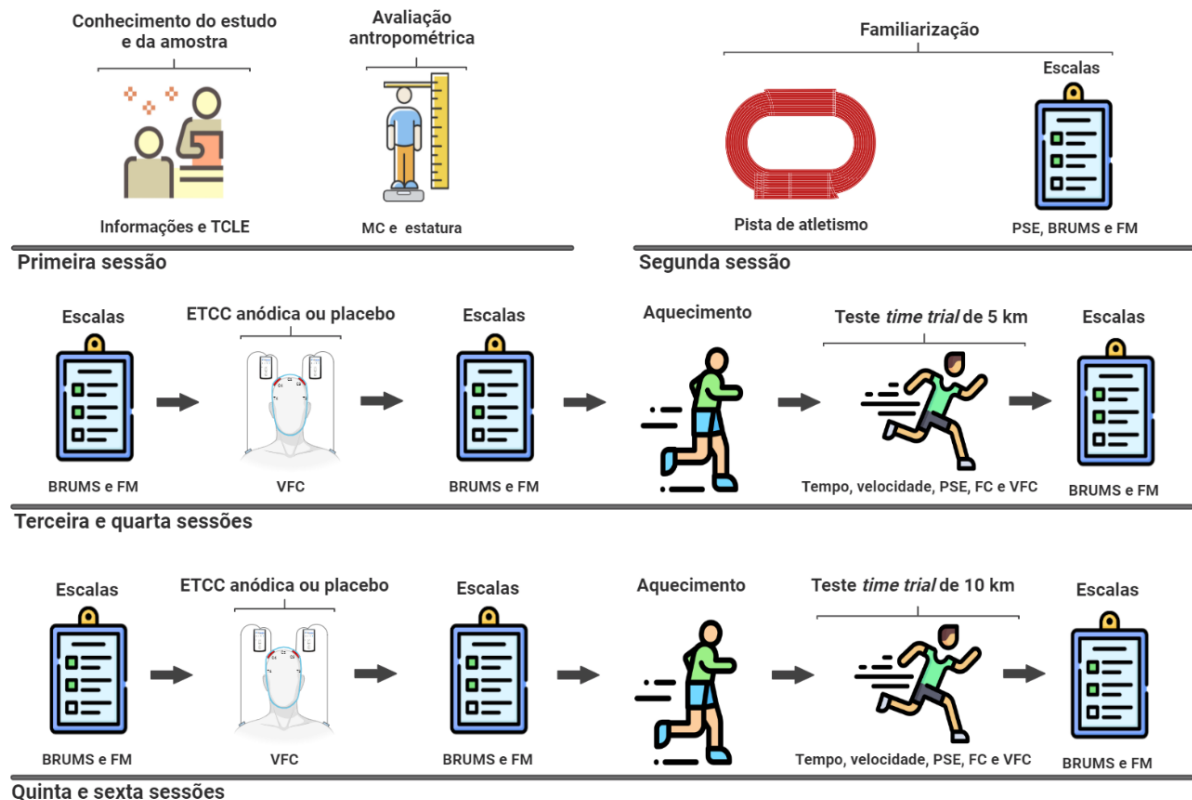 Conhecimento do estudo
e da amostra
Avaliação
antropométrica
Informações e TCLE
MC e estatura
Primeira sessão
Familiarização
Escalas
Pista de atletismo
PSE, BRUMS e FM
Segunda sessão
Escalas
ETCC anódica ou placebo
Escalas
Aquecimento
Teste time trial de 5 km
Escalas
BRUMS e FM
VFC
BRUMS e FM
Tempo, velocidade, PSE, FC e VFC
BRUMS e FM
Terceira e quarta sessões
Escalas
ETCC anódica ou placebo
Escalas
Aquecimento
Teste time trial de 10 km
Escalas
BRUMS e FM
VFC
BRUMS e FM
Tempo, velocidade, PSE, FC e VFC
BRUMS e FM
Quinta e sexta sessões